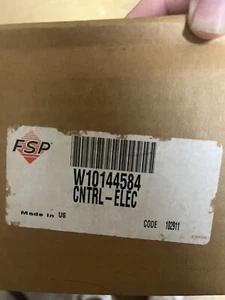 FSP
W10144584
CNTRL-ELEC
Made in US
CODE 102911